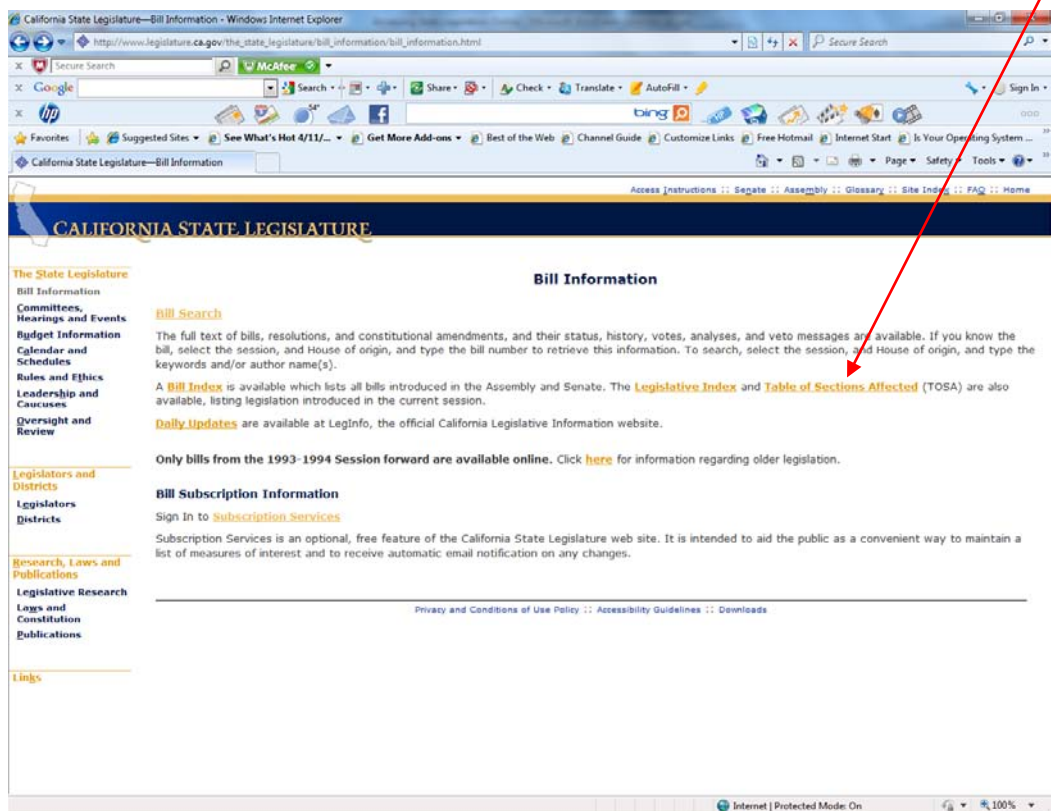 California State Legislature—Bill Information - Windows Internet Explorer
http://www.legislature.ca.gov/the_state_legislature/bill_information/bill_information.html
Secure Search
x Secure Search McAfee
x Google Search Share Check Translate AutoFill Sign In
x hp 54° bing
Favorites Suggested Sites See What's Hot 4/11/... Get More Add-ons Best of the Web Channel Guide Customize Links Free Hotmail Internet Start Is Your Operating System ...
California State Legislature—Bill Information Page Safety Tools
Access Instructions :: Senate :: Assembly :: Glossary :: Site Index :: FAQ :: Home
CALIFORNIA STATE LEGISLATURE
The State Legislature
Bill Information
Committees,
Hearings and Events
Budget Information
Calendar and
Schedules
Rules and Ethics
Leadership and
Caucuses
Oversight and
Review
Legislators and
Districts
Legislators
Districts
Research, Laws and
Publications
Legislative Research
Laws and
Constitution
Publications
Links
Bill Information
Bill Search
The full text of bills, resolutions, and constitutional amendments, and their status, history, votes, analyses, and veto messages are available. If you know the
bill, select the session, and House of origin, and type the bill number to retrieve this information. To search, select the session, and House of origin, and type the
keywords and/or author name(s).
A Bill Index is available which lists all bills introduced in the Assembly and Senate. The Legislative Index and Table of Sections Affected (TOSA) are also
available, listing legislation introduced in the current session.
Daily Updates are available at LegInfo, the official California Legislative Information website.
Only bills from the 1993-1994 Session forward are available online. Click here for information regarding older legislation.
Bill Subscription Information
Sign In to Subscription Services
Subscription Services is an optional, free feature of the California State Legislature web site. It is intended to aid the public as a convenient way to maintain a
list of measures of interest and to receive automatic email notification on any changes.
Privacy and Conditions of Use Policy :: Accessibility Guidelines :: Downloads
Internet | Protected Mode: On 100%